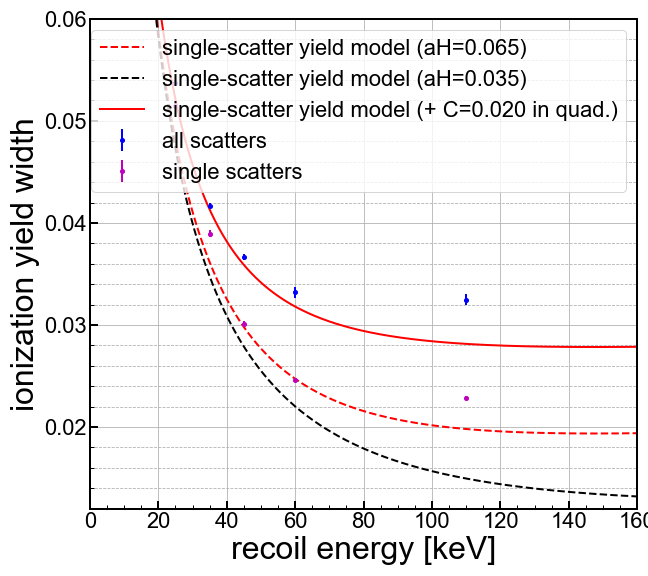 0.06
0.05
0.04
0.03
0.02
ionization yield width
single-scatter yield model (aH=0.065)
single-scatter yield model (aH=0.035)
single-scatter yield model (+ C=0.020 in quad.)
all scatters
single scatters
0 20 40 60 80 100 120 140 160
recoil energy [keV]